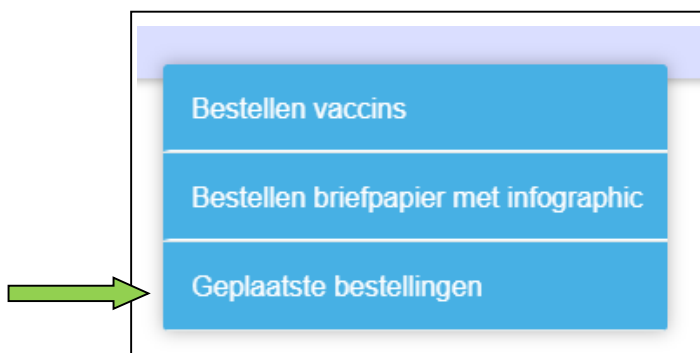 Bestellen vaccins
Bestellen briefpapier met infographic
Geplaatste bestellingen